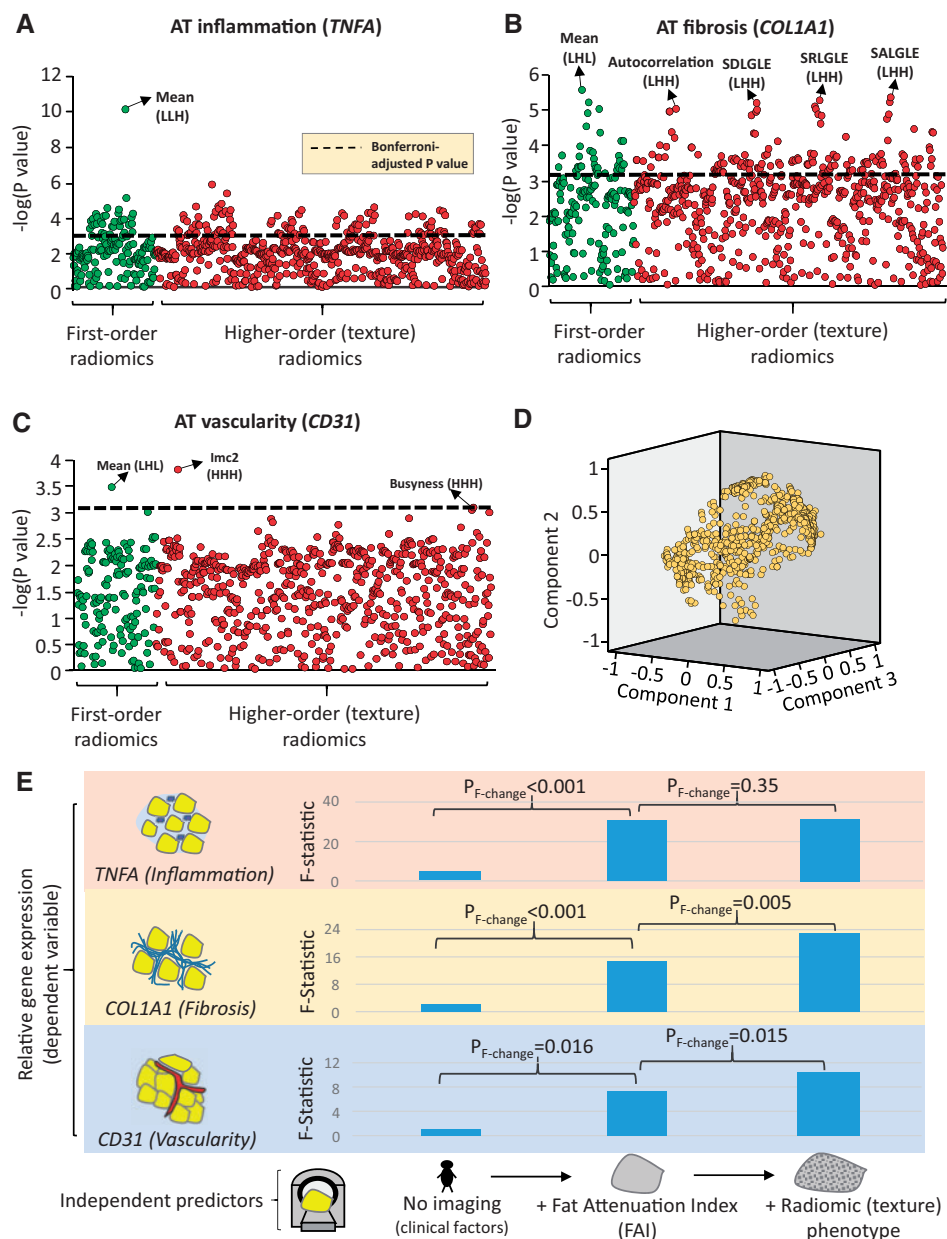 A
AT inflammation (TNFA)
-log(P value)
12
10
8
6
4
2
0
Mean
(LLH)
Bonferroni-
adjusted P value
First-order
radiomics
Higher-order (texture)
radiomics
B
AT fibrosis (COL1A1)
-log(P value)
6
5
4
3
2
1
0
Mean
(LHL)
Autocorrelation
(LHH)
SDLGLE
(LHH)
SRLGLE
(LHH)
SALGLE
(LHH)
First-order
radiomics
Higher-order (texture)
radiomics
C
AT vascularity (CD31)
-log(P value)
4
3.5
3
2.5
2
1.5
1
0.5
0
Mean (LHL)
Imc2
(HHH)
Busyness (HHH)
First-order
radiomics
Higher-order (texture)
radiomics
D
Component 2
1
0.5
0
-0.5
-1
-1
-0.5
0
0.5
1
Component 1
-1
-0.5
0
0.5
1
Component 3
E
Relative gene expression
(dependent variable)
TNFA (Inflammation)
F-statistic
40
20
0
PF-change<0.001
PF-change=0.35
COL1A1 (Fibrosis)
F-Statistic
24
16
8
0
PF-change<0.001
PF-change=0.005
CD31 (Vascularity)
F-Statistic
12
8
4
0
PF-change=0.016
PF-change=0.015
Independent predictors
No imaging
(clinical factors)
+ Fat Attenuation Index
(FAI)
+ Radiomic (texture)
phenotype